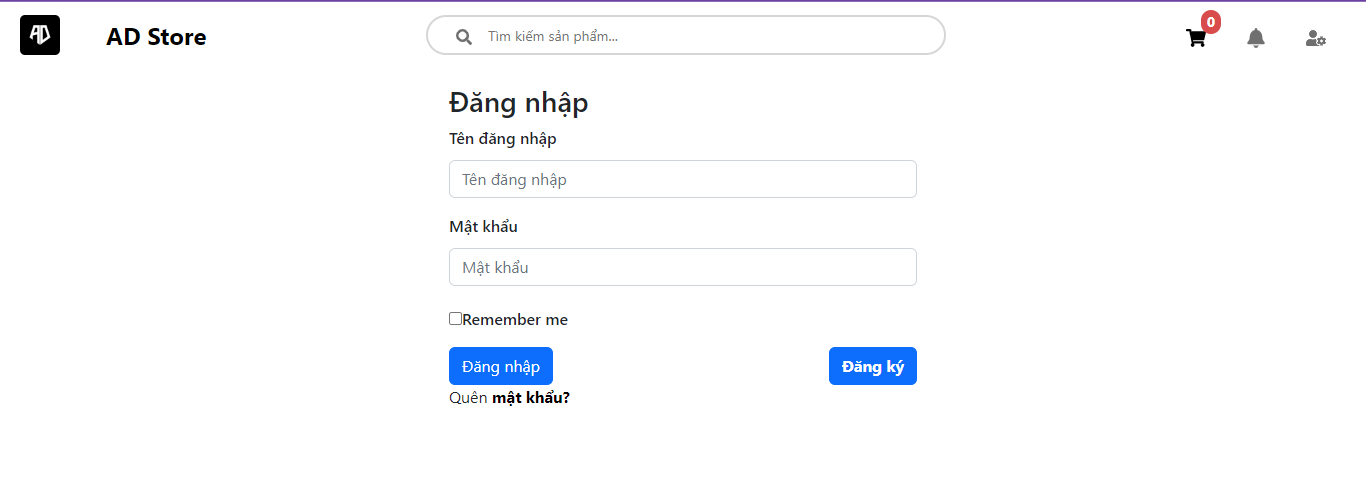 AD
AD Store
Tìm kiếm sản phẩm...
0
Đăng nhập
Tên đăng nhập
Tên đăng nhập
Mật khẩu
Mật khẩu
Remember me
Đăng nhập
Đăng ký
Quên mật khẩu?